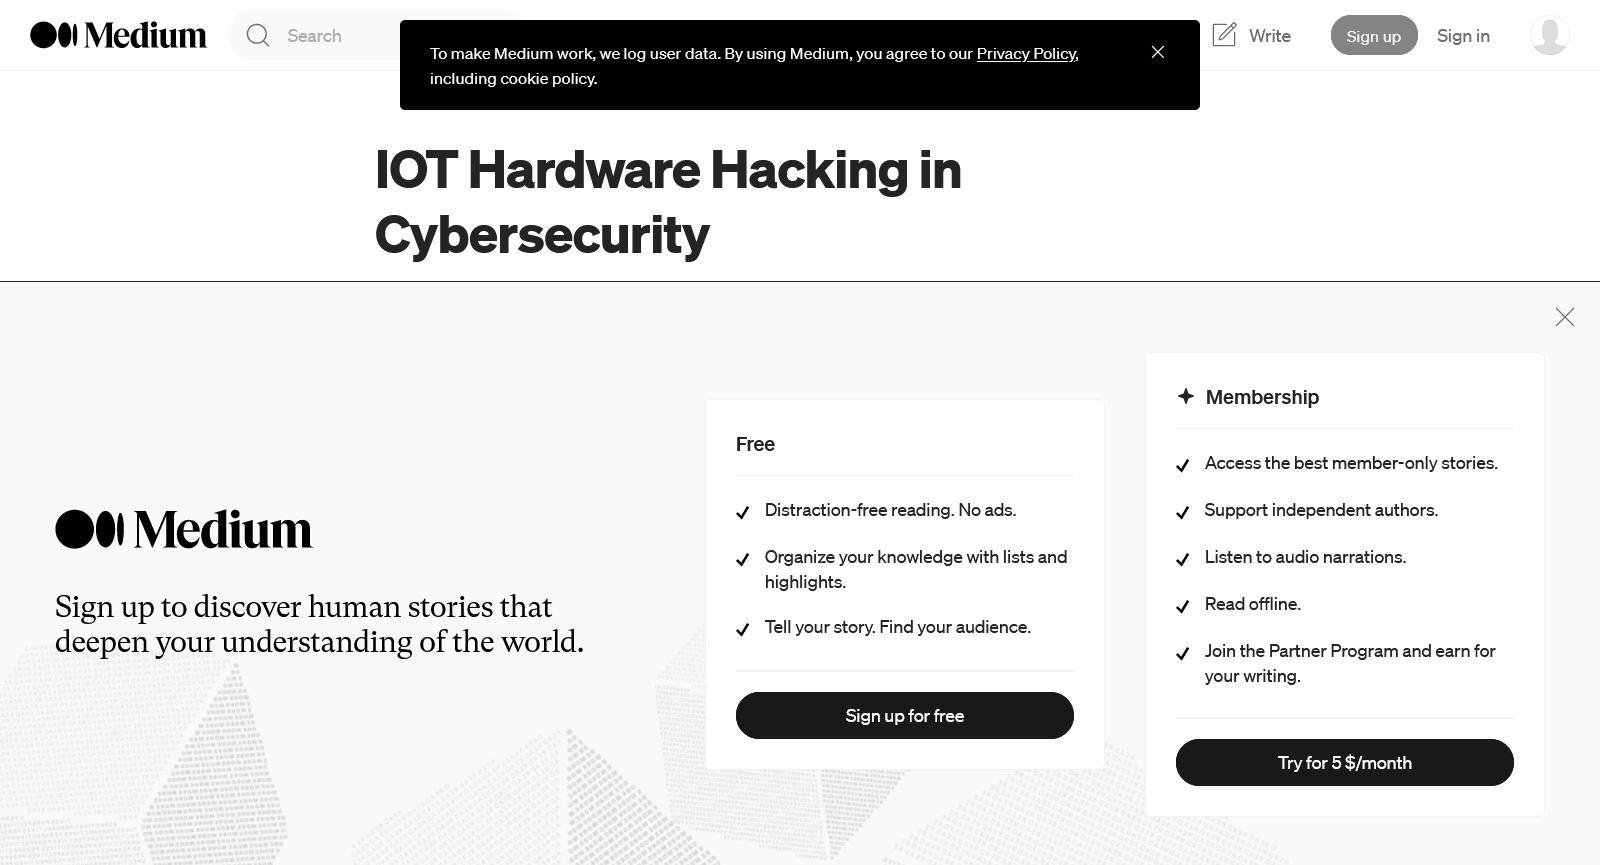 Medium
Search
To make Medium work, we log user data. By using Medium, you agree to our Privacy Policy,
including cookie policy.
Write
Sign up
Sign in
IOT Hardware Hacking in
Cybersecurity
Medium
Sign up to discover human stories that
deepen your understanding of the world.
Free
Distraction-free reading. No ads.
Organize your knowledge with lists and
highlights.
Tell your story. Find your audience.
Sign up for free
Membership
Access the best member-only stories.
Support independent authors.
Listen to audio narrations.
Read offline.
Join the Partner Program and earn for
your writing.
Try for 5 $/month